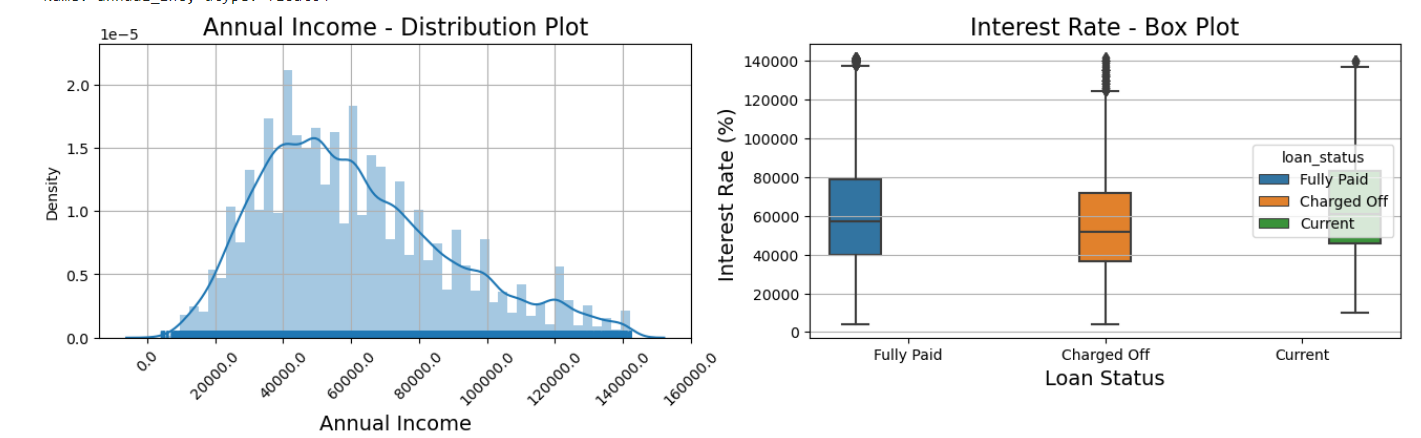 Annual Income - Distribution Plot
1e−5
2.0
1.5
1.0
0.5
0.0
Density
0.0
20000.0
40000.0
60000.0
80000.0
100000.0
120000.0
140000.0
160000.0
Annual Income
Interest Rate - Box Plot
140000
120000
100000
80000
60000
40000
20000
0
Interest Rate (%)
loan_status
Fully Paid
Charged Off
Current
Fully Paid
Charged Off
Current
Loan Status